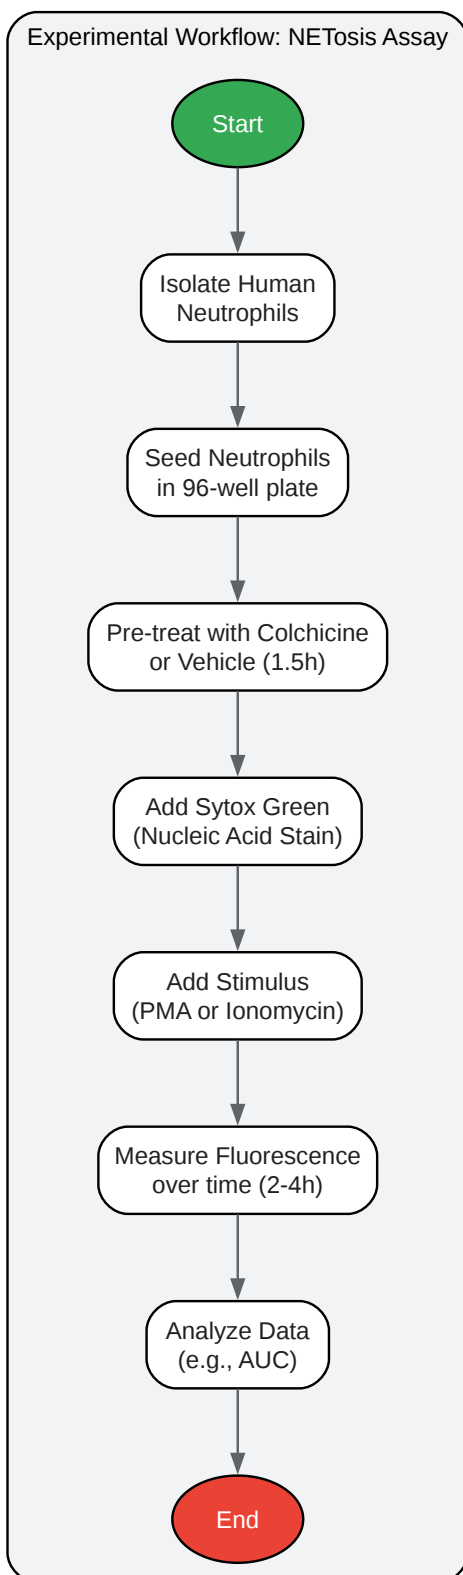 Experimental Workflow: NETosis Assay
Start
Isolate Human
Neutrophils
Seed Neutrophils
in 96-well plate
Pre-treat with Colchicine
or Vehicle (1.5h)
Add Sytox Green
(Nucleic Acid Stain)
Add Stimulus
(PMA or Ionomycin)
Measure Fluorescence
over time (2-4h)
Analyze Data
(e.g., AUC)
End